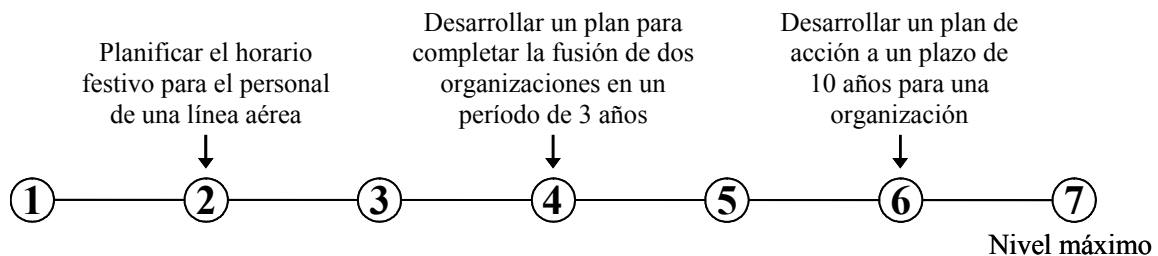 Planificar el horario
festivo para el personal
de una línea aérea
Desarrollar un plan para
completar la fusión de dos
organizaciones en un
período de 3 años
Desarrollar un plan de
acción a un plazo de
10 años para una
organización
1 2 3 4 5 6 7
Nivel máximo